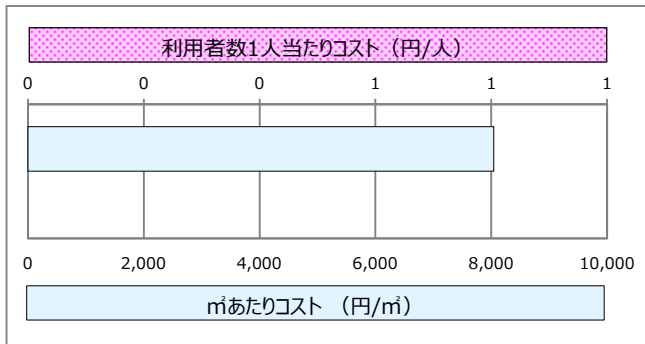 利用者数1人当たりコスト（円/人）
0 0 0 1 1 1
0 2,000 4,000 6,000 8,000 10,000
㎡あたりコスト （円/㎡）